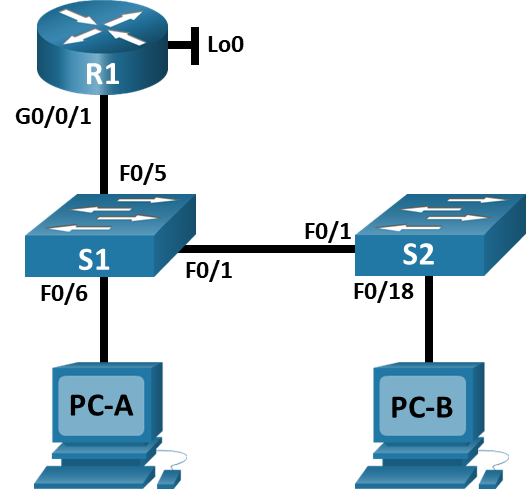 Lo0
R1
G0/0/1
F0/5
F0/1
S1
S2
F0/1
F0/6
F0/18
PC-A
PC-B